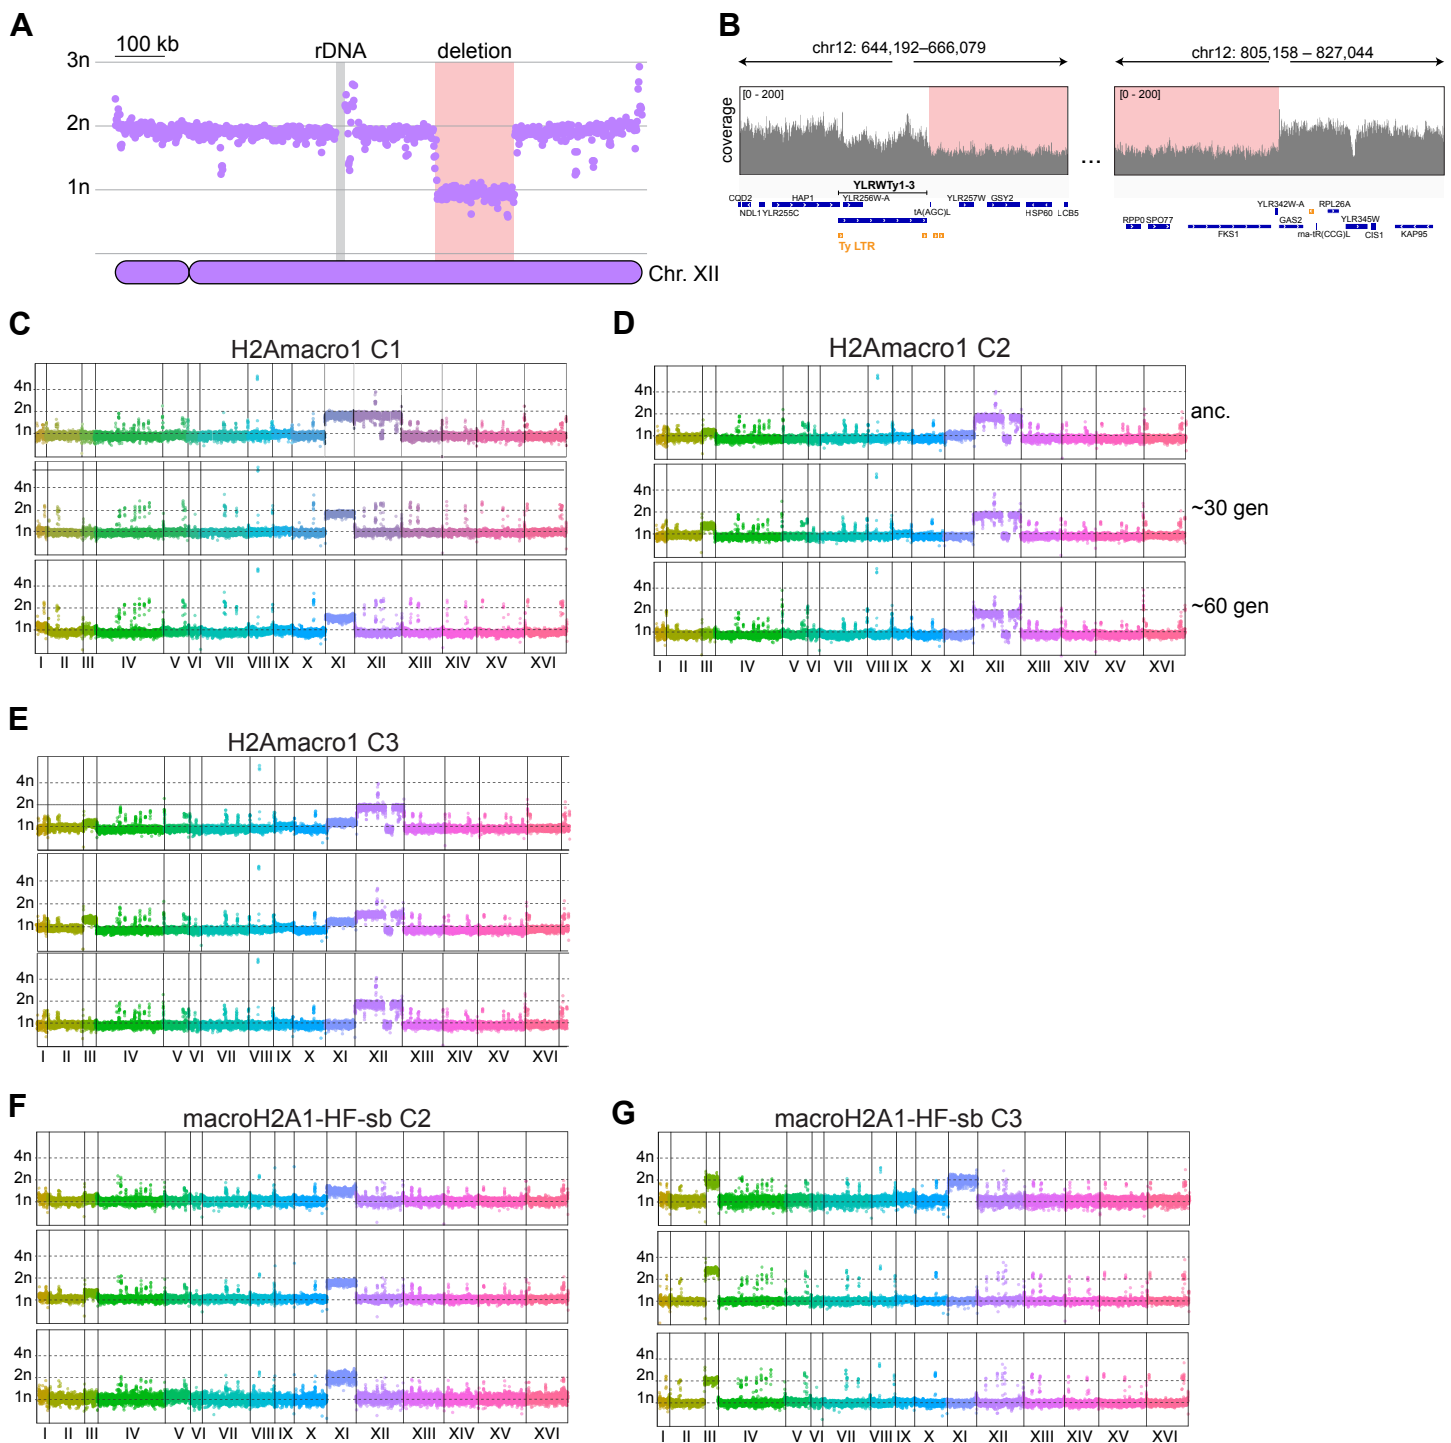 A
100 kb
rDNA
deletion
3n
2n
1n
Chr. XII
B
chr12: 644,192–666,079
chr12: 805,158 – 827,044
coverage
[0 - 200]
[0 - 200]
...
YLRWTy1-3
COQ2
HAP1
YLR256W-A
tA(AGC)L
YLR257W
GSY2
NDL1
YLR255C
HSP60
LCB5
Ty LTR
YLR342W-A
RPL26A
RPP0
SPO77
GAS2
YLR345W
FKS1
rna-tR(CCG)L
CIS1
KAP95
C
H2Amacro1 C1
4n
2n
1n
4n
2n
1n
4n
2n
1n
I II III IV V VI VII VIII IX X XI XII XIII XIV XV XVI
D
H2Amacro1 C2
4n
2n
1n
anc.
4n
2n
1n
~30 gen
4n
2n
1n
~60 gen
I II III IV V VI VII VIII IX X XI XII XIII XIV XV XVI
E
H2Amacro1 C3
4n
2n
1n
4n
2n
1n
4n
2n
1n
I II III IV V VI VII VIII IX X XI XII XIII XIV XV XVI
F
macroH2A1-HF-sb C2
4n
2n
1n
4n
2n
1n
4n
2n
1n
I II III IV V VI VII VIII IX X XI XII XIII XIV XV XVI
G
macroH2A1-HF-sb C3
4n
2n
1n
4n
2n
1n
4n
2n
1n
I II III IV V VI VII VIII IX X XI XII XIII XIV XV XVI